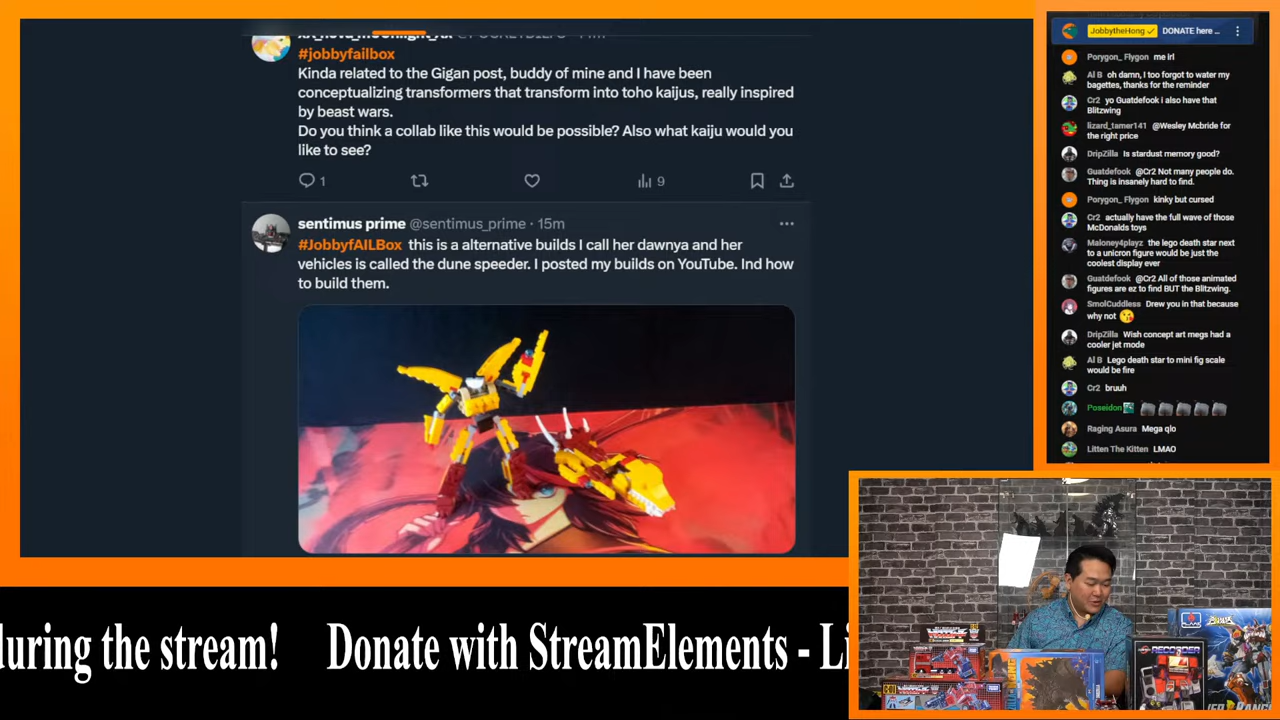 #jobbyfailbox
Kinda related to the Gigan post, buddy of mine and I have been
conceptualizing transformers that transform into toho kaijus, really inspired
by beast wars.
Do you think a collab like this would be possible? Also what kaiju would you
like to see?
1
9
sentimus prime @sentimus_prime · 15m
#JobbyfAILBox this is a alternative builds I call her dawnya and her
vehicles is called the dune speeder. I posted my builds on YouTube. Ind how
to build them.
JobbytheHong DONATE here ...
Porygon_ Flygon me irl
Al B oh damn, I too forgot to water my
bagettes, thanks for the reminder
Cr2 yo Guatdefook i also have that
Blitzwing
lizard_tamer141 @Wesley Mcbride for
the right price
DripZilla Is stardust memory good?
Guatdefook @Cr2 Not many people do.
Thing is insanely hard to find.
Porygon_ Flygon kinky but cursed
Cr2 actually have the full wave of those
McDonalds toys
Maloney4playz the lego death star next
to a unicron figure would be just the
coolest display ever
Guatdefook @Cr2 All of those animated
figures are ez to find BUT the Blitzwing.
SmolCuddless Drew you in that because
why not
DripZilla Wish concept art megs had a
cooler jet mode
Al B Lego death star to mini fig scale
would be fire
Cr2 bruuh
Poseidon
Raging Asura Mega qlo
Litten The Kitten LMAO
during the stream! Donate with StreamElements - Li
RECORDER